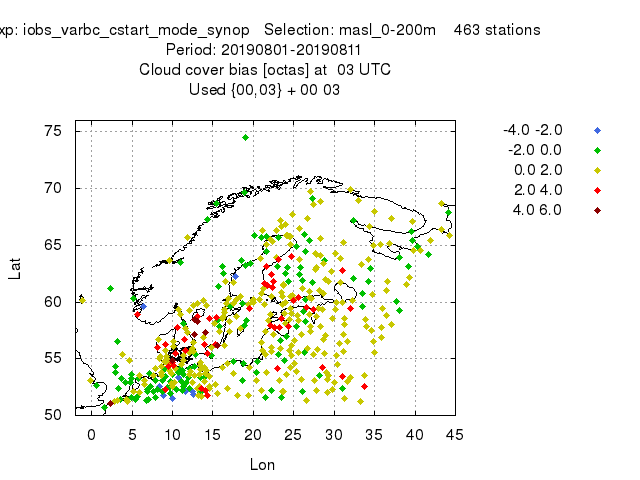 xp: iobs_varbc_cstart_mode_synop Selection: masl_0-200m 463 stations
Period: 20190801-20190811
Cloud cover bias [octas] at 03 UTC
Used {00,03} + 00 03
-4.0 -2.0
-2.0 0.0
0.0 2.0
2.0 4.0
4.0 6.0
75
70
65
60
55
50
Lat
0 5 10 15 20 25 30 35 40 45
Lon